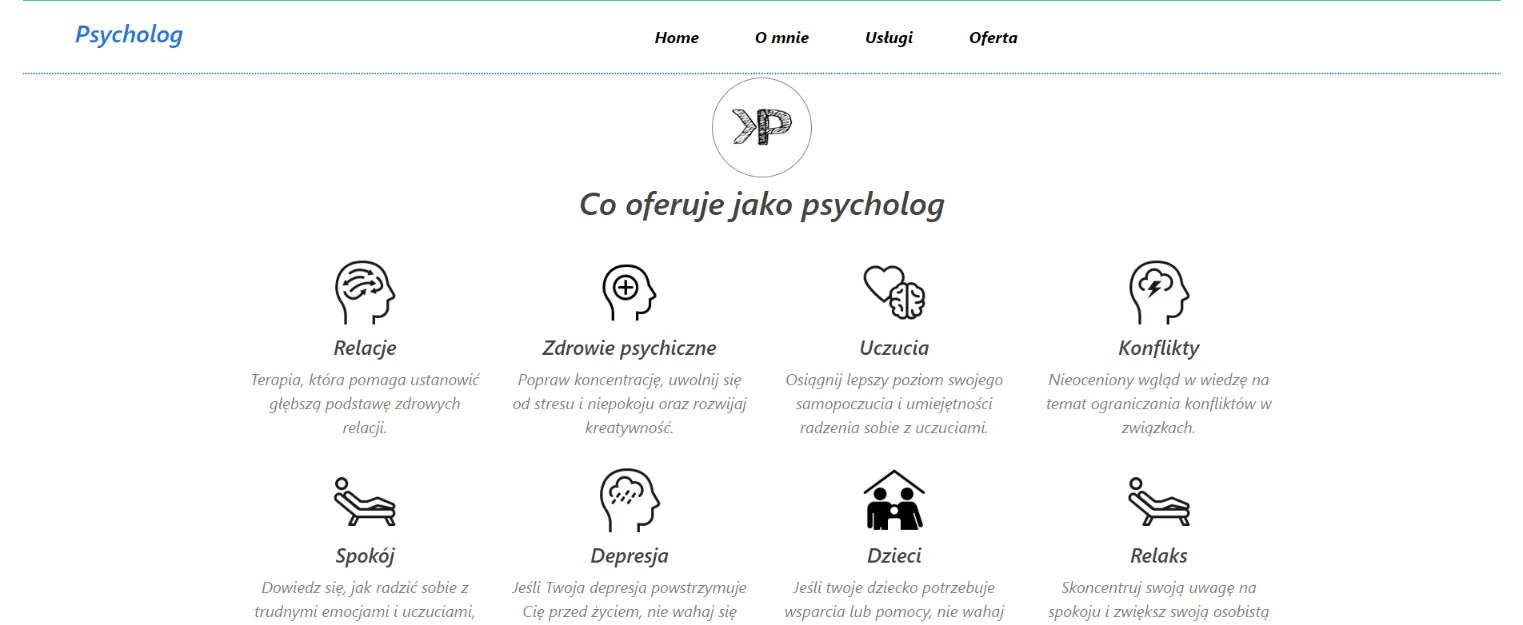 Psycholog
Home O mnie Usługi Oferta
KP
Co oferuje jako psycholog
Relacje
Terapia, która pomaga ustanowić
głębszą podstawę zdrowych
relacji.
Zdrowie psychiczne
Popraw koncentrację, uwolnij się
od stresu i niepokoju oraz rozwijaj
kreatywność.
Uczucia
Osiągnij lepszy poziom swojego
samopoczucia i umiejętności
radzenia sobie z uczuciami.
Konflikty
Nieoceniony wgląd w wiedzę na
temat ograniczania konfliktów w
związkach.
Spokój
Dowiedz się, jak radzić sobie z
trudnymi emocjami i uczuciami,
Depresja
Jeśli Twoja depresja powstrzymuje
Cię przed życiem, nie wahaj się
Dzieci
Jeśli twoje dziecko potrzebuje
wsparcia lub pomocy, nie wahaj
Relaks
Skoncentruj swoją uwagę na
spokoju i zwiększ swoją osobistą